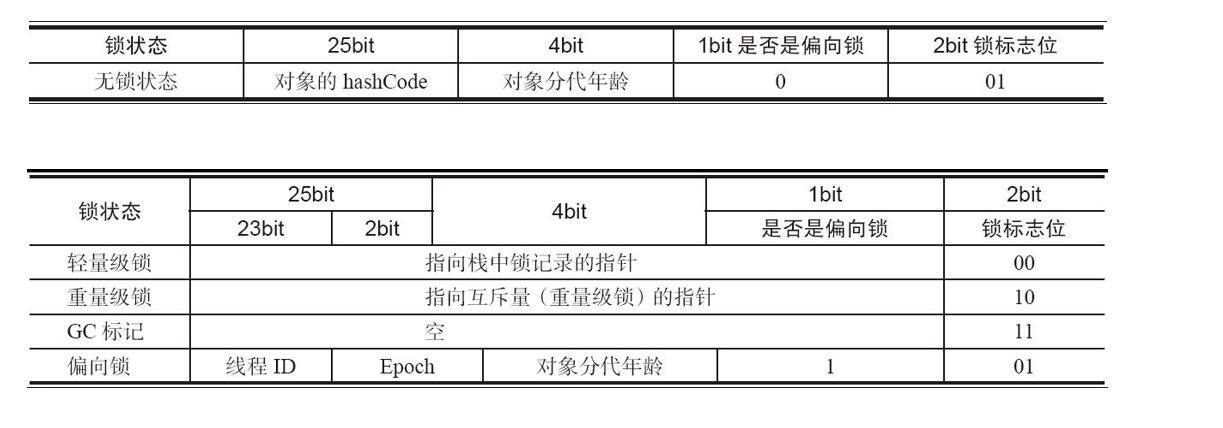 锁状态 25bit 4bit 1bit 是否是偏向锁 2bit 锁标志位
无锁状态 对象的 hashCode 对象分代年龄 0 01
锁状态 25bit 4bit 1bit 2bit
23bit 2bit 是否是偏向锁 锁标志位
轻量级锁 指向栈中锁记录的指针 00
重量级锁 指向互斥量（重量级锁）的指针 10
GC 标记 空 11
偏向锁 线程 ID Epoch 对象分代年龄 1 01